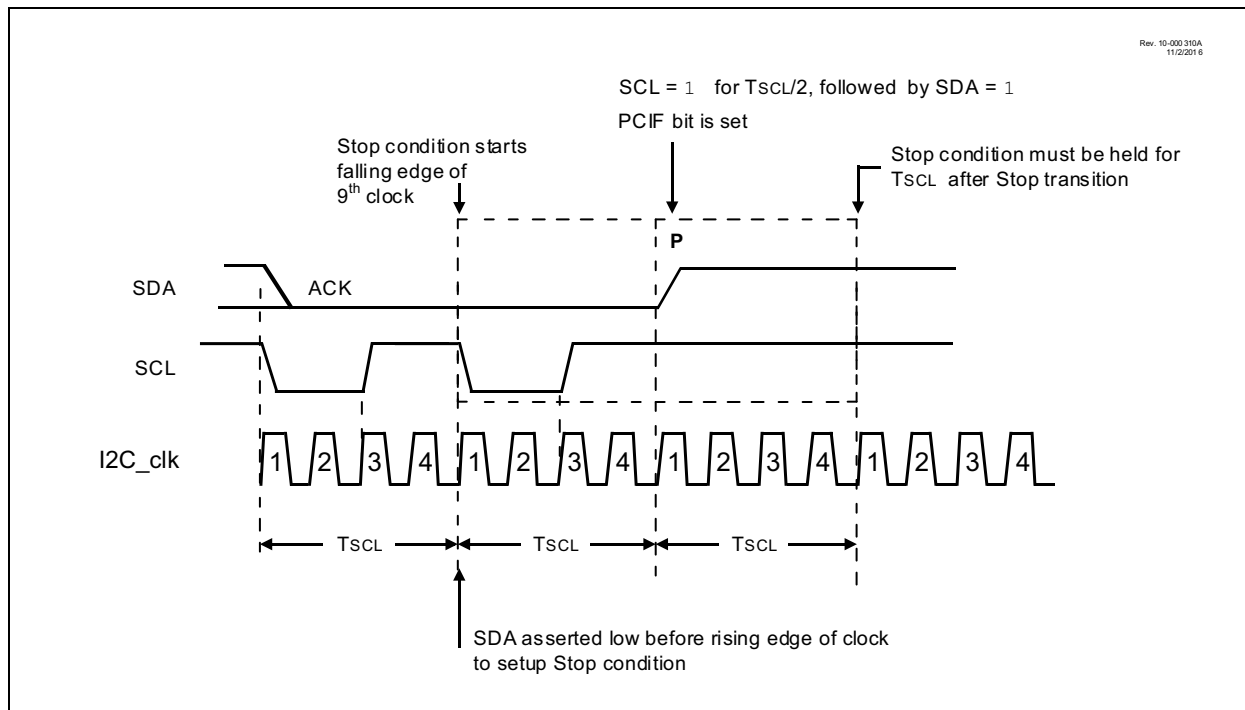 Rev. 10-000310A
11/2/2016
SCL = 1 for TSCL/2, followed by SDA = 1
PCIF bit is set
Stop condition starts
falling edge of
9th clock
Stop condition must be held for
TSCL after Stop transition
P
SDA
ACK
SCL
I2C_clk
1 2 3 4 1 2 3 4 1 2 3 4 1 2 3 4
TSCL TSCL TSCL
SDA asserted low before rising edge of clock
to setup Stop condition